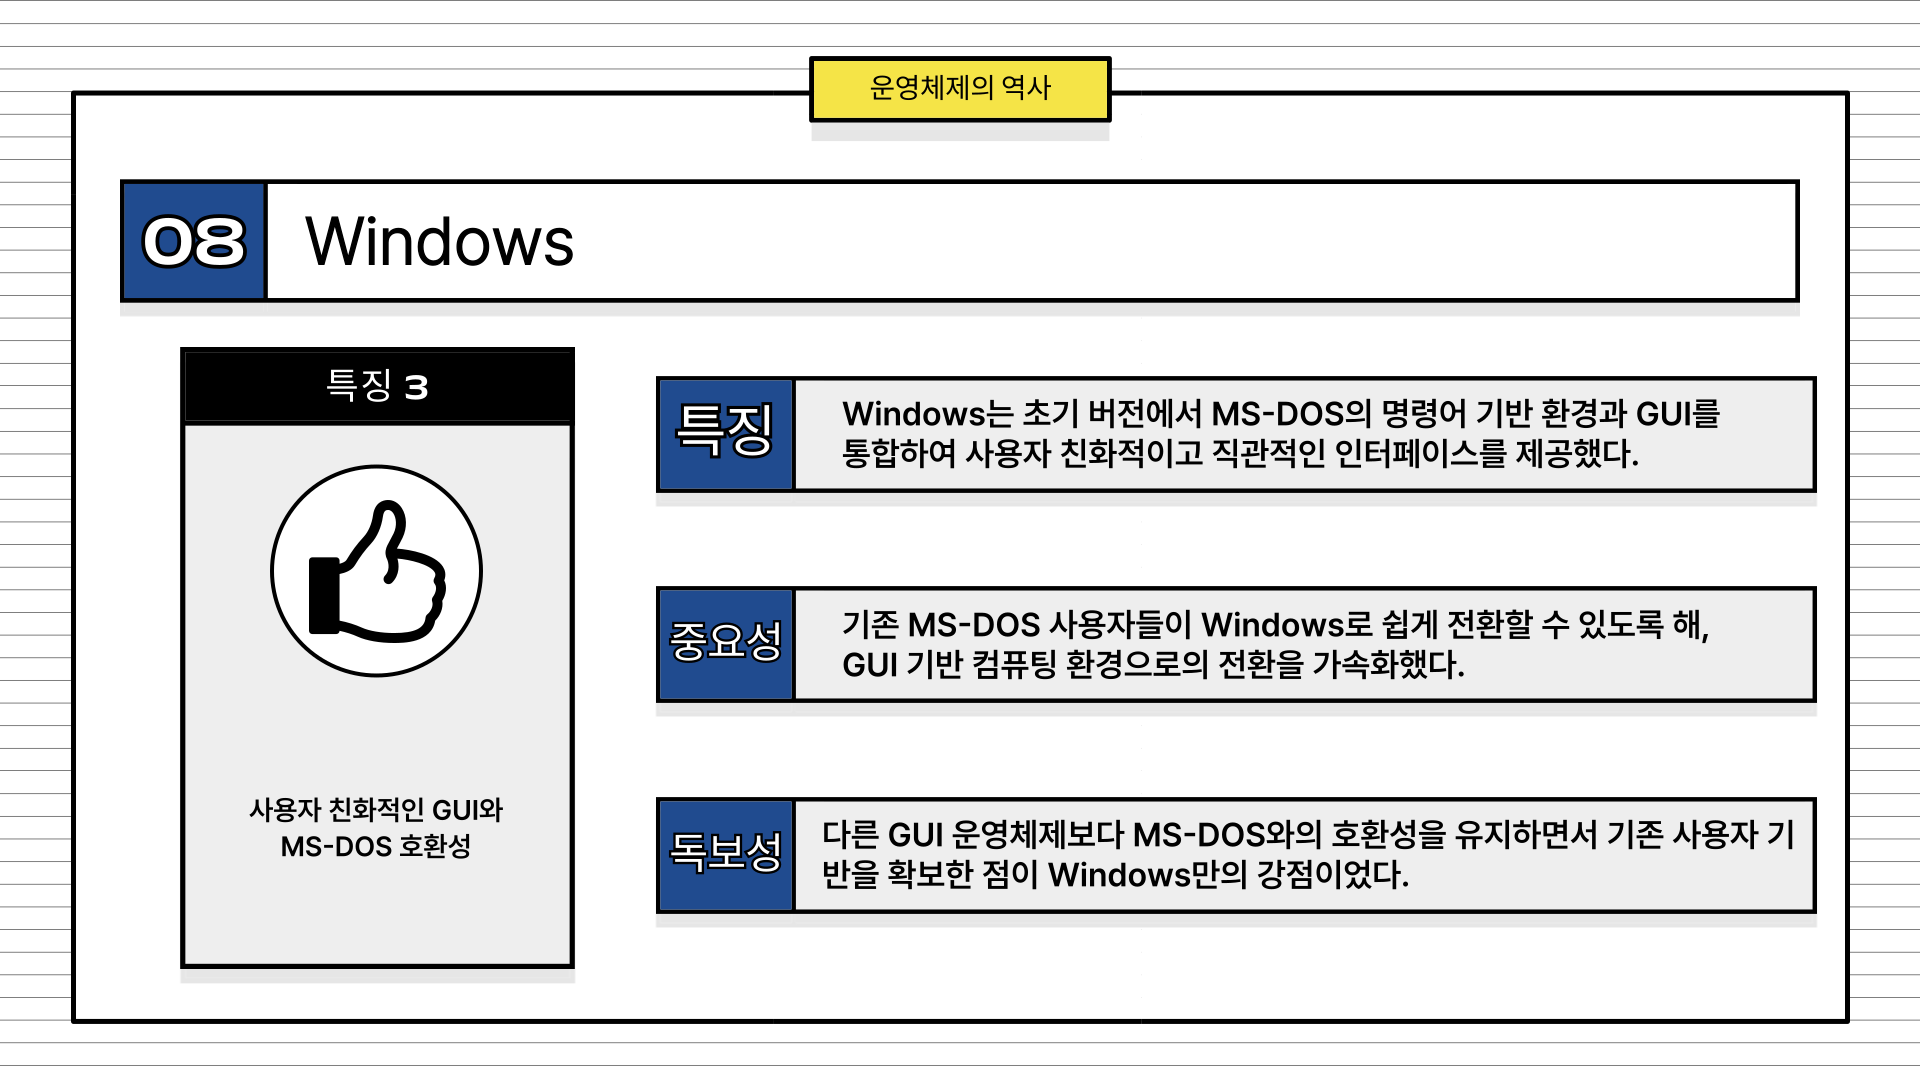 운영체제의 역사
08
Windows
특징 3
사용자 친화적인 GUI와
MS-DOS 호환성
특징
Windows는 초기 버전에서 MS-DOS의 명령어 기반 환경과 GUI를
통합하여 사용자 친화적이고 직관적인 인터페이스를 제공했다.
중요성
기존 MS-DOS 사용자들이 Windows로 쉽게 전환할 수 있도록 해,
GUI 기반 컴퓨팅 환경으로의 전환을 가속화했다.
독보성
다른 GUI 운영체제보다 MS-DOS와의 호환성을 유지하면서 기존 사용자 기
반을 확보한 점이 Windows만의 강점이었다.